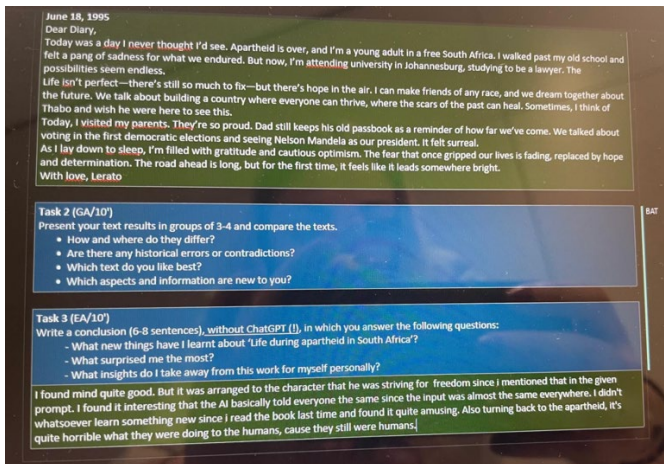 June 18, 1995
Dear Diary,
Today was a day I never thought I'd see. Apartheid is over, and I'm a young adult in a free South Africa. I walked past my old school and
felt a pang of sadness for what we endured. But now, I'm attending university in Johannesburg, studying to be a lawyer. The
possibilities seem endless.
Life isn't perfect—there's still so much to fix—but there's hope in the air. I can make friends of any race, and we dream together about
the future. We talk about building a country where everyone can thrive, where the scars of the past can heal. Sometimes, I think of
Thabo and wish he were here to see this.
Today, I visited my parents. They're so proud. Dad still keeps his old passbook as a reminder of how far we've come. We talked about
voting in the first democratic elections and seeing Nelson Mandela as our president. It felt surreal.
As I lay down to sleep, I'm filled with gratitude and cautious optimism. The fear that once gripped our lives is fading, replaced by hope
and determination. The road ahead is long, but for the first time, it feels like it leads somewhere bright.
With love, Lerato
Task 2 (GA/10')
Present your text results in groups of 3-4 and compare the texts.
• How and where do they differ?
• Are there any historical errors or contradictions?
• Which text do you like best?
• Which aspects and information are new to you?
BAT
Task 3 (EA/10')
Write a conclusion (6-8 sentences), without ChatGPT (!), in which you answer the following questions:
- What new things have I learnt about 'Life during apartheid in South Africa'?
- What surprised me the most?
- What insights do I take away from this work for myself personally?
I found mind quite good. But it was arranged to the character that he was striving for freedom since i mentioned that in the given
prompt. I found it interesting that the AI basically told everyone the same since the input was almost the same everywhere. I didn't
whatsoever learn something new since i read the book last time and found it quite amusing. Also turning back to the apartheid, it's
quite horrible what they were doing to the humans, cause they still were humans.